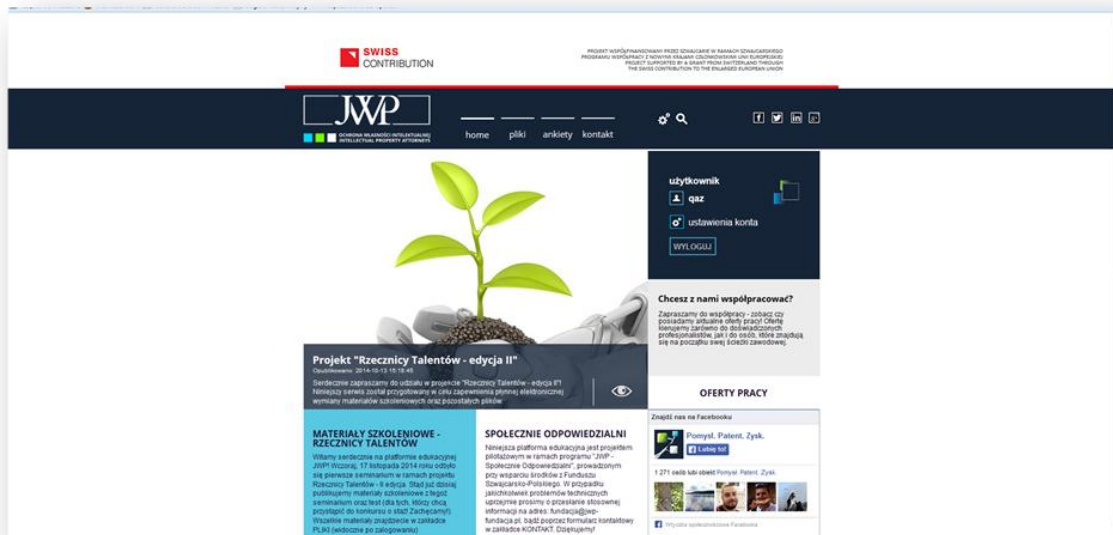 SWISS
CONTRIBUTION
PROJEKT WSPÓŁFINANSOWANY PRZEZ SZWAJCARIĘ W RAMACH SZWAJCARSKIEGO
PROGRAMU WSPÓŁPRACY Z NOWYMI KRAJAMI CZŁONKOWSKIMI UNII EUROPEJSKIEJ
PROJECT SUPPORTED BY A GRANT FROM SWITZERLAND THROUGH
THE SWISS CONTRIBUTION TO THE ENLARGED EUROPEAN UNION
JWP
OCHRONA WŁASNOŚCI INTELEKTUALNEJ
INTELLECTUAL PROPERTY ATTORNEYS
home pliki ankiety kontakt
użytkownik
qaz
ustawienia konta
WYLOGUJ
Chcesz z nami współpracować?
Zapraszamy do współpracy - zobacz czy
posiadamy aktualne oferty pracy! Ofertę
kierujemy zarówno do doświadczonych
profesjonalistów, jak i do osób, które znajdują
się na początku swej ścieżki zawodowej.
Projekt "Rzecznicy Talentów - edycja II"
Opublikowano: 2014-10-13 15:18:45
Serdecznie zapraszamy do udziału w projekcie "Rzecznicy Talentów - edycja II"!
Niniejszy serwis został przygotowany w celu zapewnienia płynnej elektronicznej
wymiany materiałów szkoleniowych oraz pozostałych plików
OFERTY PRACY
MATERIAŁY SZKOLENIOWE -
RZECZNICY TALENTÓW
Witamy serdecznie na platformie edukacyjnej
JWP! Wczoraj, 17 listopada 2014 roku odbyło
się pierwsze seminarium w ramach projektu
Rzecznicy Talentów - II edycja. Stąd już dzisiaj
publikujemy materiały szkoleniowe z tegoż
seminarium oraz test (dla tych, którzy chcą
przystąpić do konkursu o staż! Zachęcamy!).
Wszelkie materiały znajdziecie w zakładce
PLIKI (widoczne po zalogowaniu)
SPOŁECZNIE ODPOWIEDZIALNI
Niniejsza platforma edukacyjna jest projektem
pilotażowym w ramach programu "JWP -
Społecznie Odpowiedzialni", prowadzonym
przy wsparciu środków z Funduszu
Szwajcarsko-Polskiego. W przypadku
jakichkolwiek problemów technicznych
uprzejmie prosimy o przesłanie stosownej
informacji na adres: fundacja@jwp-
fundacja.pl, bądź poprzez formularz kontaktowy
w zakładce KONTAKT. Dziękujemy!
Znajdź nas na Facebooku
Pomysł. Patent. Zysk.
Lubię to!
1 271 osób lubi obiekt Pomysł. Patent. Zysk.
Wtyczka społecznościowa Facebooka